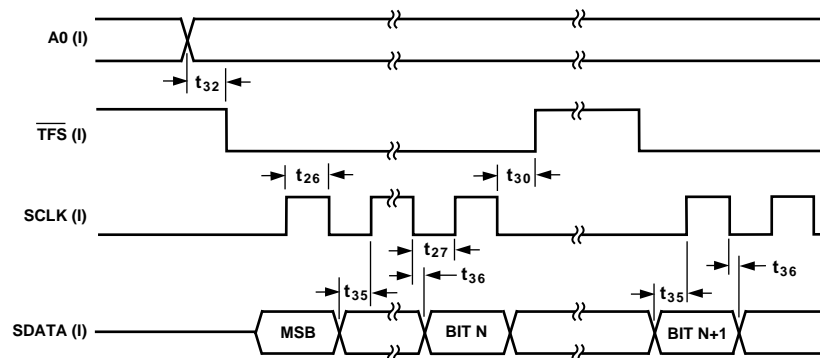 A0 (I)
t32
TFS (I)
t26
t30
SCLK (I)
t27
t36
t36
t35
t35
SDATA (I)
MSB
BIT N
BIT N+1